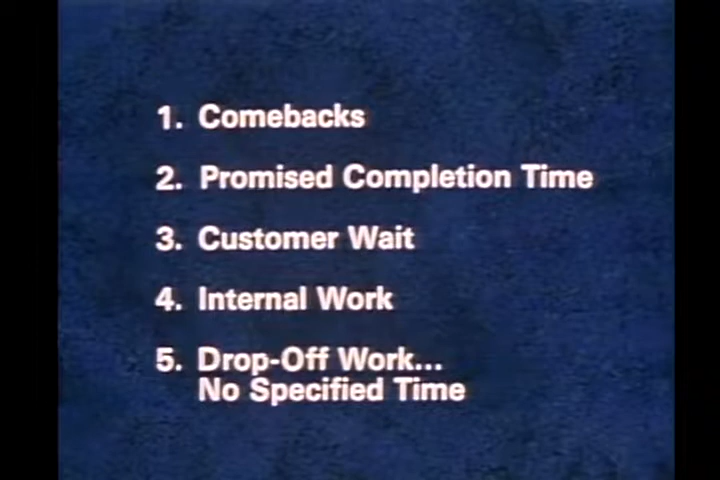 1. Comebacks
2. Promised Completion Time
3. Customer Wait
4. Internal Work
5. Drop-Off Work...
No Specified Time